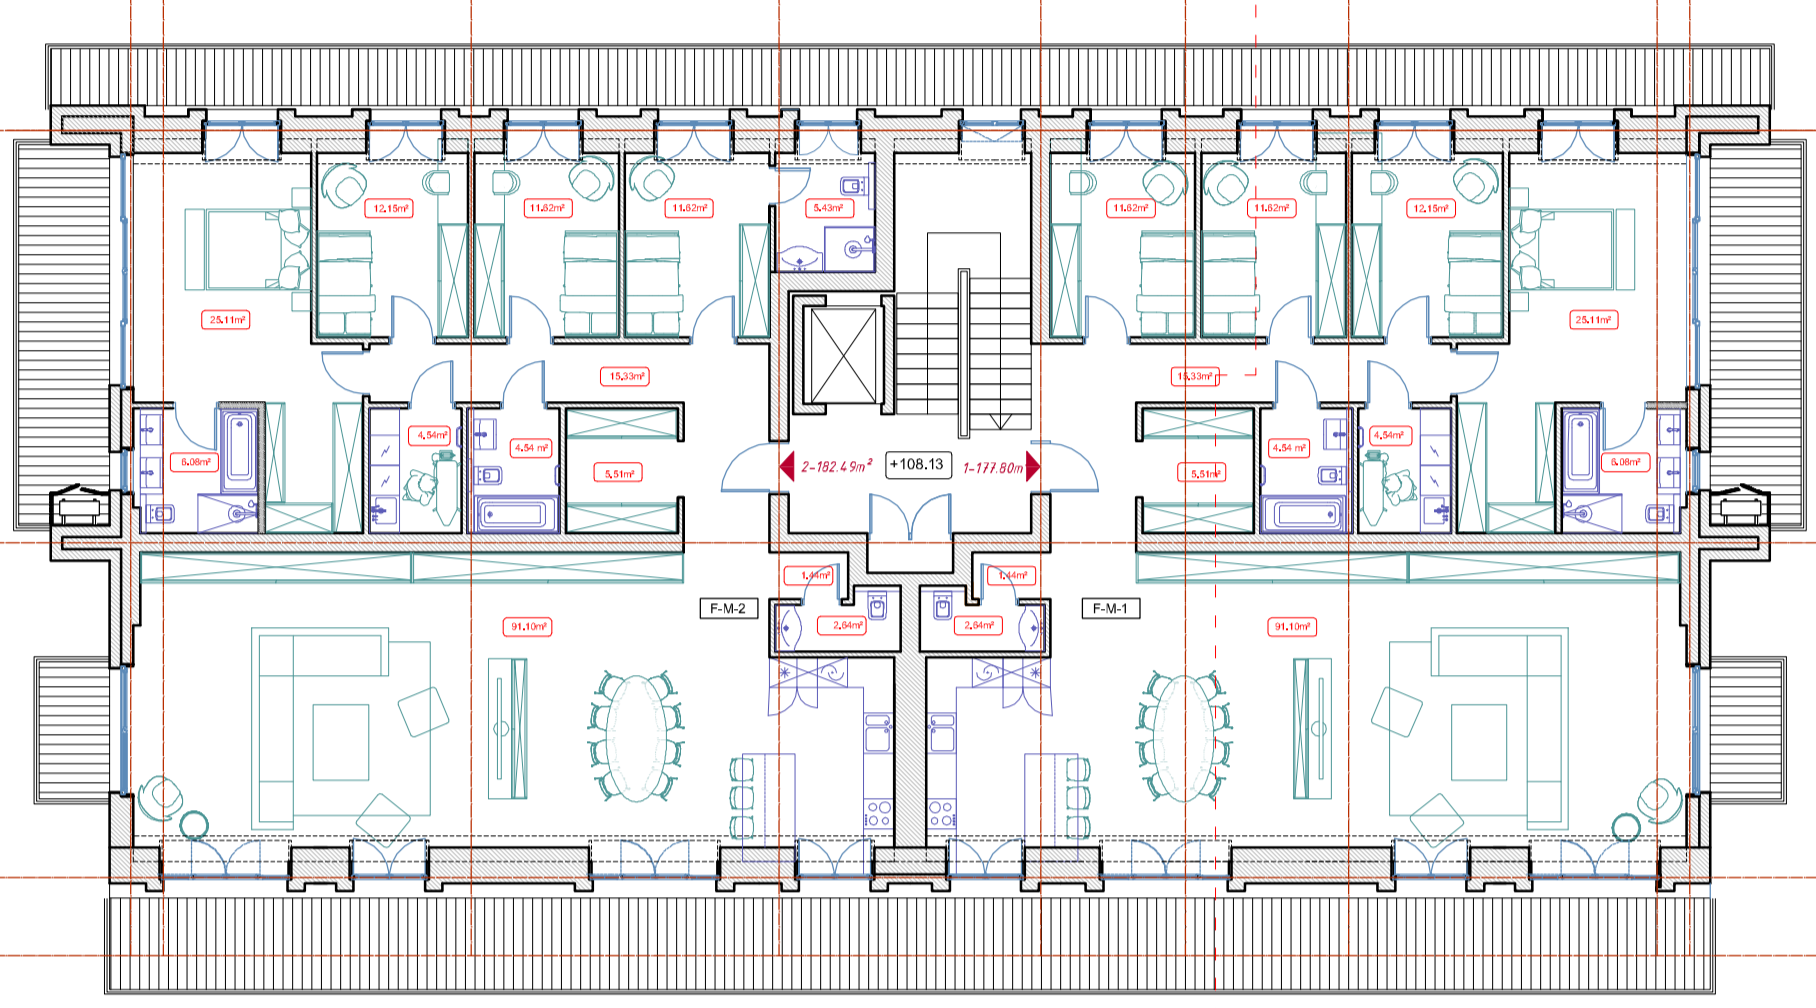 12.15m²
11.62m²
11.62m²
5.43m²
11.62m²
11.62m²
12.15m²
25.11m²
25.11m²
15.33m²
15.33m²
4.54m²
4.54 m²
4.54 m²
4.54m²
6.08m²
5.51m²
2-182.49m²
+108.13
1-177.80m
5.51m²
6.08m²
1.44m²
1.44m²
F-M-2
F-M-1
91.10m²
2.64m²
2.64m²
91.10m²